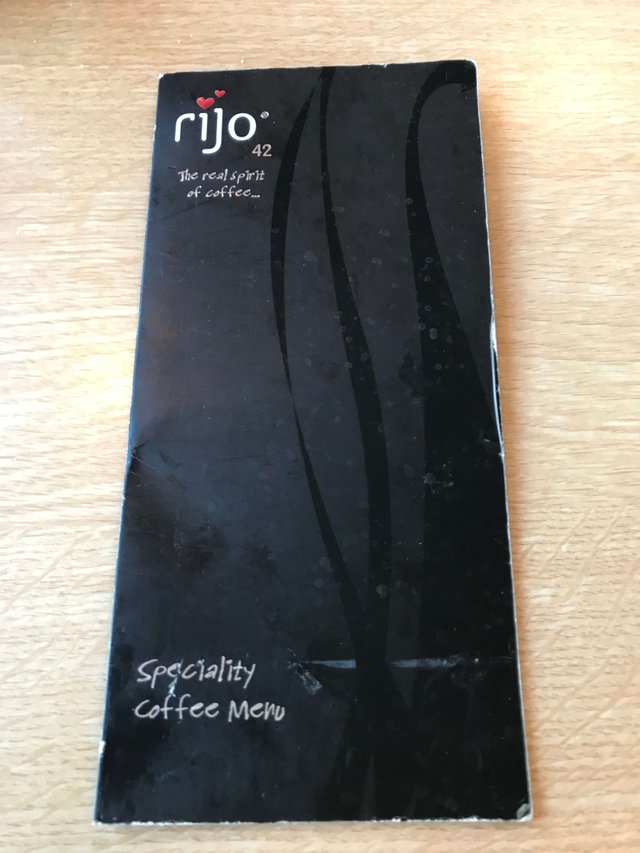 rijo
42
The real spirit
of coffee...
Speciality
Coffee Menu